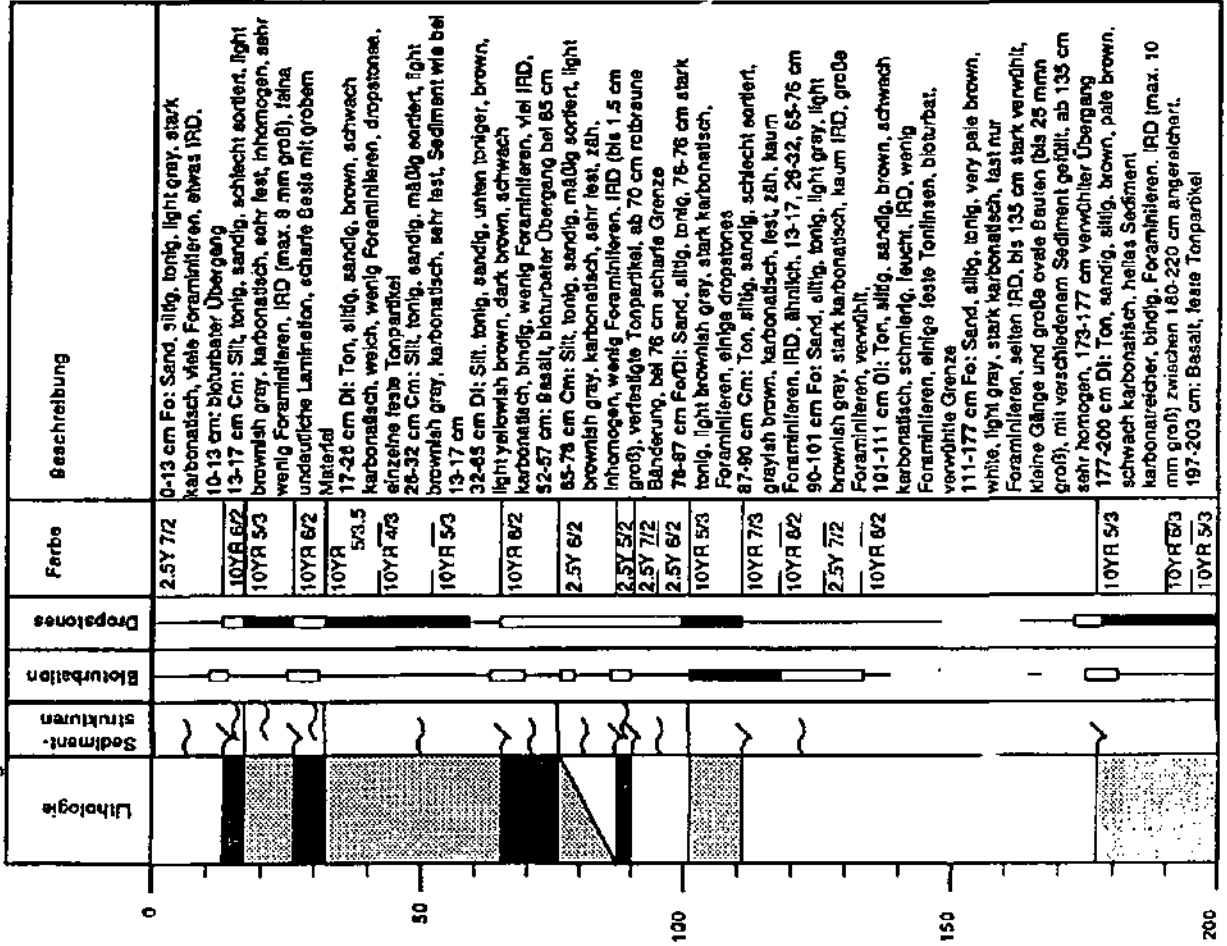 Lithologie
Sediment-
strukturen
Bioturbation
Dropstones
Farbe
Beschreibung
0
50
100
150
200
2.5Y 7/2
10YR 6/2
10YR 5/3
10YR 6/2
10YR
5/3.5
10YR 4/3
10YR 5/3
10YR 6/2
2.5Y 6/2
2.5Y 5/2
2.5Y 7/2
2.5Y 6/2
10YR 5/3
10YR 7/3
10YR 8/2
2.5Y 7/2
10YR 8/2
10YR 5/3
10YR 6/3
10YR 5/3
0-13 cm Fo: Sand, siltig, tonig, light gray, stark
karbonatisch, viele Foraminiferen, etwas IRD,
10-13 cm: bioturbater Übergang
13-17 cm Cm: Silt, tonig, sandig, schlecht sortiert, light
brownish gray, karbonatisch, sehr fest, inhomogen, sehr
wenig Foraminiferen, IRD (max. 8 mm groß), feine
undeutliche Lamination, scharfe Basis mit grobem
Material
17-26 cm Di: Ton, siltig, sandig, brown, schwach
karbonatisch, weich, wenig Foraminiferen, dropstones,
einzelne feste Tonpartikel
26-32 cm Cm: Silt, tonig, sandig, mäßig sortiert, light
brownish gray, karbonatisch, sehr fest, Sediment wie bei
13-17 cm
32-65 cm Di: Silt, tonig, sandig, unten toniger, brown,
light yellowish brown, dark brown, schwach
karbonatisch, bindig, wenig Foraminiferen, viel IRD,
52-57 cm: Basalt, bioturbater Übergang bei 65 cm
65-76 cm Cm: Silt, tonig, sandig, mäßig sortiert, light
brownish gray, karbonatisch, sehr fest, zäh,
inhomogen, wenig Foraminiferen, IRD (bis 1.5 cm
groß), verfestigte Tonpartikel, ab 70 cm rotbraune
Bänderung, bei 76 cm scharfe Grenze
76-87 cm Fo/Di: Sand, siltig, tonig, 76-76 cm stark
tonig, light brownish gray, stark karbonatisch,
Foraminiferen, einige dropstones
87-90 cm Cm: Ton, siltig, sandig, schlecht sortiert,
grayish brown, karbonatisch, fest, zäh, kaum
Foraminiferen, IRD, ähnlich, 13-17, 26-32, 65-76 cm
90-101 cm Fo: Sand, siltig, tonig, light gray, light
brownish gray, stark karbonatisch, kaum IRD, große
Foraminiferen, verwühlt,
101-111 cm Di: Ton, siltig, sandig, brown, schwach
karbonatisch, schmierig, feucht, IRD, wenig
Foraminiferen, einige feste Tonlinsen, bioturbat,
verwühlte Grenze
111-177 cm Fo: Sand, siltig, tonig, very pale brown,
white, light gray, stark karbonatisch, fast nur
Foraminiferen, selten IRD, bis 135 cm stark verwühlt,
kleine Gänge und große ovale Bauten (bis 25 mm
groß), mit verschiedenem Sediment gefüllt, ab 135 cm
sehr homogen, 173-177 cm verwühlter Übergang
177-200 cm Di: Ton, sandig, siltig, brown, pale brown,
schwach karbonatisch, helles Sediment
karbonatreicher, bindig, Foraminiferen, IRD (max. 10
mm groß) zwischen 180-220 cm angereichert,
197-203 cm: Basalt, feste Tonpartikel